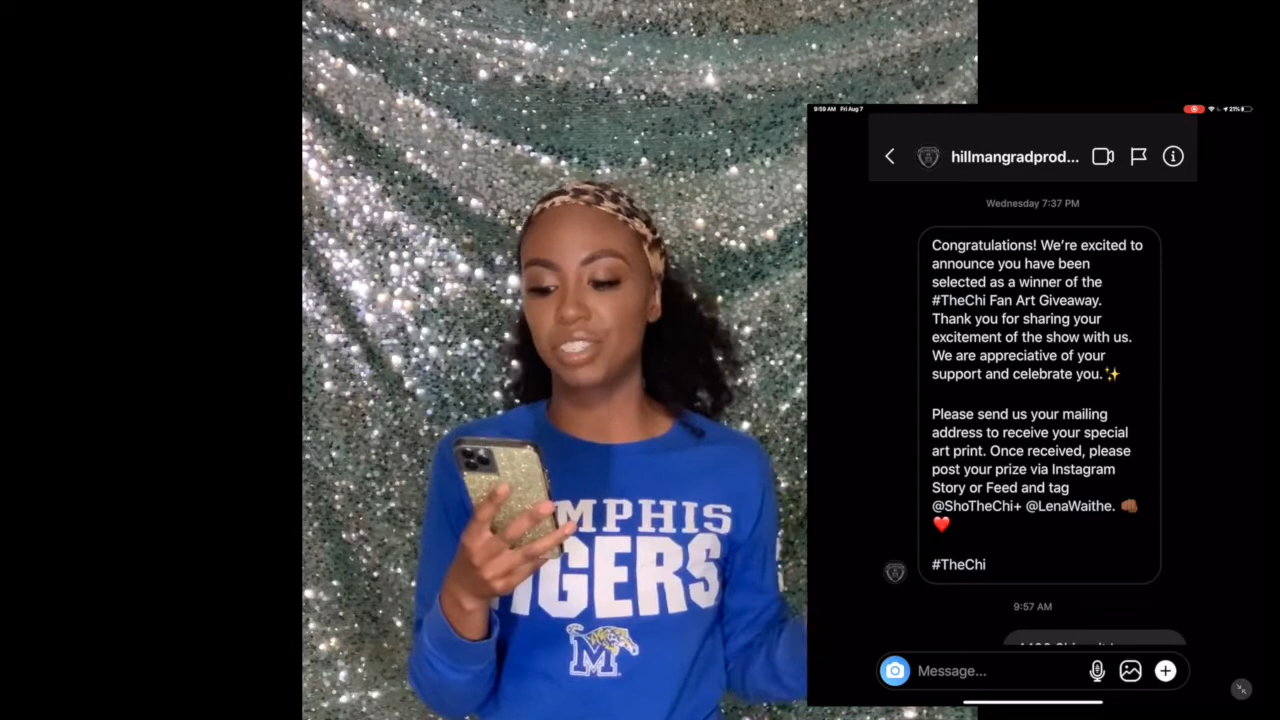 9:59 AM Fri Aug 7
21%
hillmangradprod...
Wednesday 7:37 PM
Congratulations! We’re excited to
announce you have been
selected as a winner of the
#TheChi Fan Art Giveaway.
Thank you for sharing your
excitement of the show with us.
We are appreciative of your
support and celebrate you.✨
Please send us your mailing
address to receive your special
art print. Once received, please
post your prize via Instagram
Story or Feed and tag
@ShoTheChi+ @LenaWaithe. 👊🏾
❤️
#TheChi
9:57 AM
Message...
MPHIS
IGERS
M